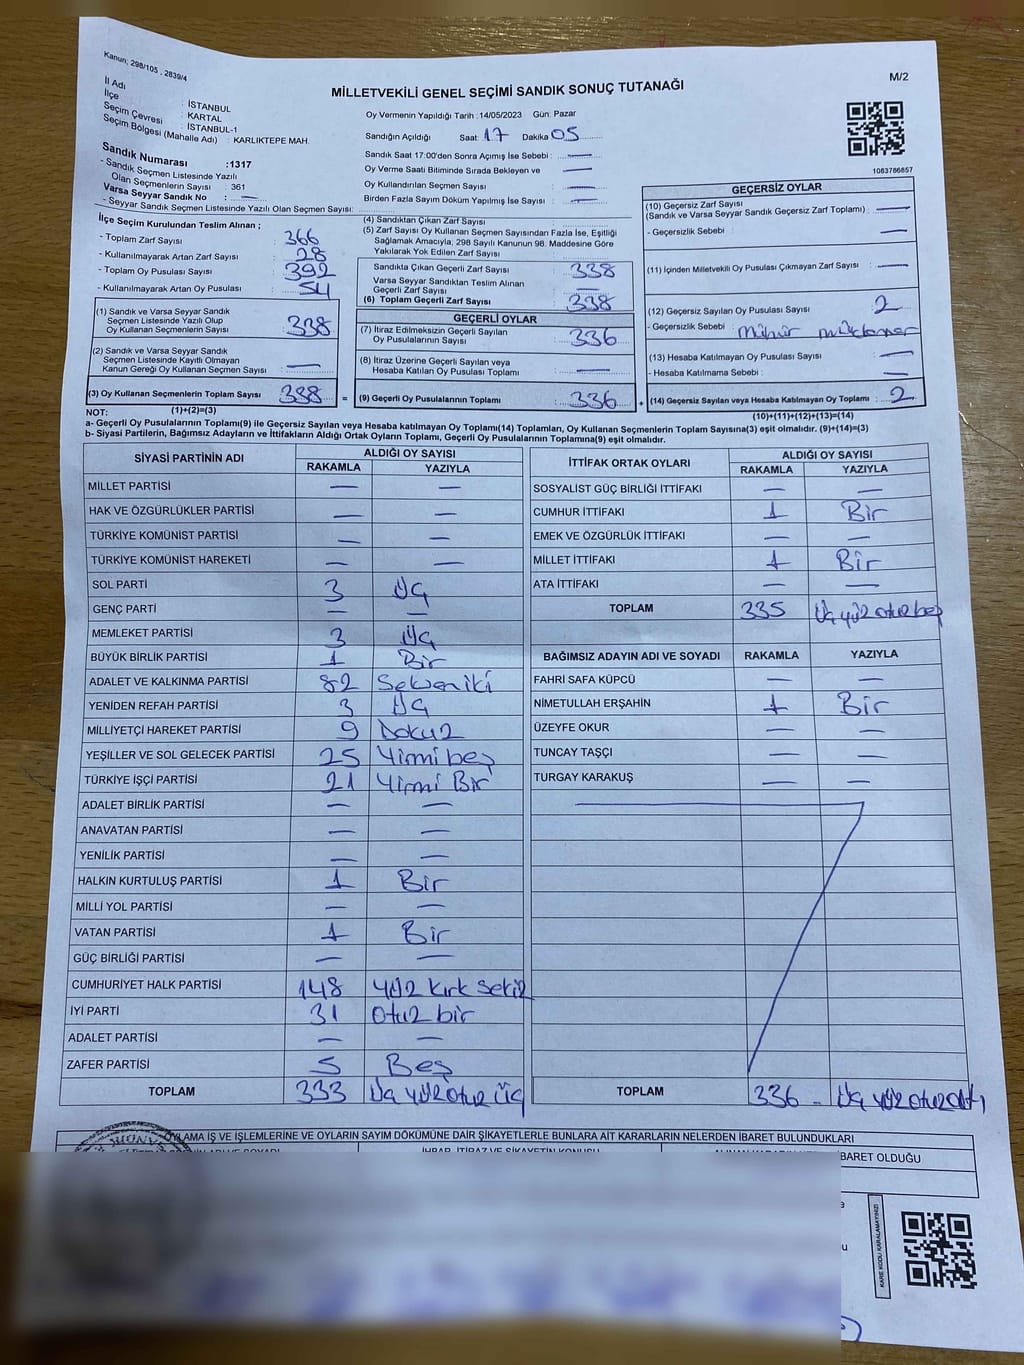 Kanun; 298/105 . 2839/4
M/2
MİLLETVEKİLİ GENEL SEÇİMİ SANDIK SONUÇ TUTANAĞI
İl Adı : İSTANBUL
İlçe : KARTAL
Seçim Çevresi : İSTANBUL-1
Seçim Bölgesi (Mahalle Adı) : KARLIKTEPE MAH.
Sandık Numarası :1317
- Sandık Seçmen Listesinde Yazılı
Olan Seçmenlerin Sayısı : 361
Varsa Seyyar Sandık No : —
- Seyyar Sandık Seçmen Listesinde Yazılı Olan Seçmen Sayısı:
İlçe Seçim Kurulundan Teslim Alınan ;
- Toplam Zarf Sayısı : 366
- Kullanılmayarak Artan Zarf Sayısı : 28
- Toplam Oy Pusulası Sayısı : 392
- Kullanılmayarak Artan Oy Pusulası : 54
(1) Sandık ve Varsa Seyyar Sandık
Seçmen Listesinde Yazılı Olup
Oy Kullanan Seçmenlerin Sayısı : 338
(2) Sandık ve Varsa Seyyar Sandık
Seçmen Listesinde Kayıtlı Olmayan
Kanun Gereği Oy Kullanan Seçmen Sayısı : —
(3) Oy Kullanan Seçmenlerin Toplam Sayısı : 338 =
(1)+(2)=(3)
Oy Vermenin Yapıldığı Tarih :14/05/2023 Gün: Pazar
Sandığın Açıldığı Saat: 17 Dakika 05
Sandık Saat 17:00'den Sonra Açımış İse Sebebi : —
Oy Verme Saati Bitiminde Sırada Bekleyen ve —
Oy Kullandırılan Seçmen Sayısı : —
Birden Fazla Sayım Döküm Yapılmış İse Sayısı : —
(4) Sandıktan Çıkan Zarf Sayısı
(5) Zarf Sayısı Oy Kullanan Seçmen Sayısından Fazla İse, Eşitliği
Sağlamak Amacıyla, 298 Sayılı Kanunun 98. Maddesine Göre
Yakılarak Yok Edilen Zarf Sayısı
Sandıkta Çıkan Geçerli Zarf Sayısı : 338
Varsa Seyyar Sandıktan Teslim Alınan
Geçerli Zarf Sayısı : —
(6) Toplam Geçerli Zarf Sayısı : 338
GEÇERLİ OYLAR
(7) İtiraz Edilmeksizin Geçerli Sayılan
Oy Pusulalarının Sayısı : 336
(8) İtiraz Üzerine Geçerli Sayılan veya
Hesaba Katılan Oy Pusulası Toplamı : —
(9) Geçerli Oy Pusulalarının Toplamı : 336 +
1083786857
GEÇERSİZ OYLAR
(10) Geçersiz Zarf Sayısı
(Sandık ve Varsa Seyyar Sandık Geçersiz Zarf Toplamı) : —
- Geçersizlik Sebebi : —
(11) İçinden Milletvekili Oy Pusulası Çıkmayan Zarf Sayısı : —
(12) Geçersiz Sayılan Oy Pusulası Sayısı : 2
- Geçersizlik Sebebi : mühür
(13) Hesaba Katılmayan Oy Pusulası Sayısı : —
- Hesaba Katılmama Sebebi : —
(14) Geçersiz Sayılan veya Hesaba Katılmayan Oy Toplamı : 2
(10)+(11)+(12)+(13)=(14)
NOT:
a- Geçerli Oy Pusulalarının Toplamı(9) ile Geçersiz Sayılan veya Hesaba katılmayan Oy Toplamı(14) Toplamları, Oy Kullanan Seçmenlerin Toplam Sayısına(3) eşit olmalıdır. (9)+(14)=(3)
b- Siyasi Partilerin, Bağımsız Adayların ve İttifakların Aldığı Ortak Oyların Toplamı, Geçerli Oy Pusulalarının Toplamına(9) eşit olmalıdır.
SİYASİ PARTİNİN ADI ALDIĞI OY SAYISI
RAKAMLA YAZIYLA
MİLLET PARTİSİ — —
HAK VE ÖZGÜRLÜKLER PARTİSİ — —
TÜRKİYE KOMÜNİST PARTİSİ — —
TÜRKİYE KOMÜNİST HAREKETİ — —
SOL PARTİ 3 Üç
GENÇ PARTİ — —
MEMLEKET PARTİSİ 3 Üç
BÜYÜK BİRLİK PARTİSİ 1 Bir
ADALET VE KALKINMA PARTİSİ 82 Seksen iki
YENİDEN REFAH PARTİSİ 3 Üç
MİLLİYETÇİ HAREKET PARTİSİ 9 Dokuz
YEŞİLLER VE SOL GELECEK PARTİSİ 25 Yirmi beş
TÜRKİYE İŞÇİ PARTİSİ 21 Yirmi Bir
ADALET BİRLİK PARTİSİ — —
ANAVATAN PARTİSİ — —
YENİLİK PARTİSİ — —
HALKIN KURTULUŞ PARTİSİ 1 Bir
MİLLİ YOL PARTİSİ — —
VATAN PARTİSİ 1 Bir
GÜÇ BİRLİĞİ PARTİSİ — —
CUMHURİYET HALK PARTİSİ 148 yüz kırk sekiz
İYİ PARTİ 31 otuz bir
ADALET PARTİSİ — —
ZAFER PARTİSİ 5 Beş
TOPLAM 333 Üç yüz otuz üç
İTTİFAK ORTAK OYLARI ALDIĞI OY SAYISI
RAKAMLA YAZIYLA
SOSYALİST GÜÇ BİRLİĞİ İTTİFAKI — —
CUMHUR İTTİFAKI 1 Bir
EMEK VE ÖZGÜRLÜK İTTİFAKI — —
MİLLET İTTİFAKI 1 Bir
ATA İTTİFAKI — —
TOPLAM 335 Üç yüz otuz beş
BAĞIMSIZ ADAYIN ADI VE SOYADI RAKAMLA YAZIYLA
FAHRİ SAFA KÜPCÜ — —
NİMETULLAH ERŞAHİN 1 Bir
ÜZEYFE OKUR — —
TUNCAY TAŞÇI — —
TURGAY KARAKUŞ — —
TOPLAM 336 - Üç yüz otuz altı
OYLAMA İŞ VE İŞLEMLERİNE VE OYLARIN SAYIM DÖKÜMÜNE DAİR ŞİKAYETLERLE BUNLARA AİT KARARLARIN NELERDEN İBARET BULUNDUKLARI
İHBAR, İTİRAZ VE ŞİKAYETİN KONUSU
BARET OLDUĞU
KARE KODU KARALAMAYINIZ!